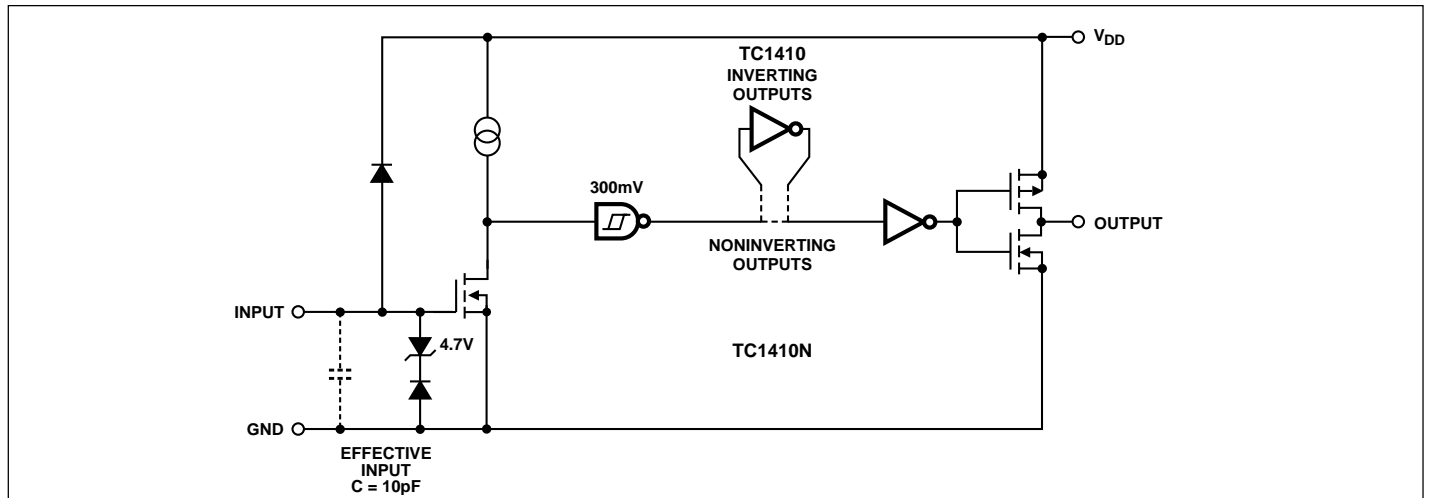 V_DD
TC1410
INVERTING
OUTPUTS
300mV
OUTPUT
NONINVERTING
OUTPUTS
INPUT
4.7V
TC1410N
GND
EFFECTIVE
INPUT
C = 10pF